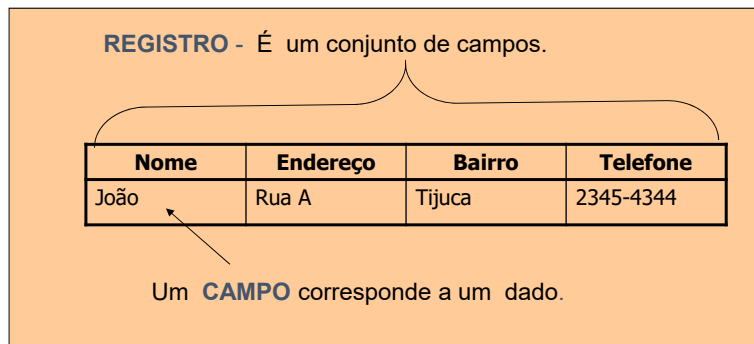 REGISTRO - É um conjunto de campos.
Nome Endereço Bairro Telefone
João Rua A Tijuca 2345-4344
Um CAMPO corresponde a um dado.